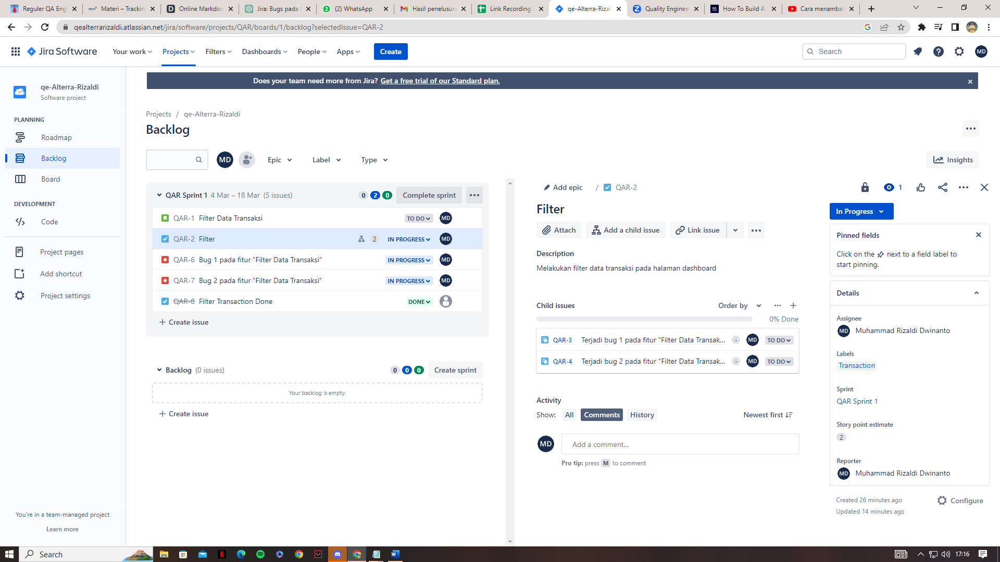 Reguler QA Eng
Materi – Trackin
Online Markdow
Jira: Bugs pada
(2) WhatsApp
Hasil penelusura
Link Recording Z
qe-Alterra-Rizal
Quality Enginee
How To Build A
Cara menambah
qealterrarizaldi.atlassian.net/jira/software/projects/QAR/boards/1/backlog?selectedIssue=QAR-2
Jira Software
Your work
Projects
Filters
Dashboards
People
Apps
Create
Search
MD
Does your team need more from Jira? Get a free trial of our Standard plan.
qe-Alterra-Rizaldi
Software project
PLANNING
Roadmap
Backlog
Board
DEVELOPMENT
Code
Project pages
Add shortcut
Project settings
You're in a team-managed project
Learn more
Projects / qe-Alterra-Rizaldi
Backlog
MD
Epic
Label
Type
Insights
QAR Sprint 1 4 Mar – 18 Mar (5 issues)
0 2 0
Complete sprint
QAR-1 Filter Data Transaksi TO DO MD
QAR-2 Filter 2 IN PROGRESS MD
QAR-6 Bug 1 pada fitur "Filter Data Transaksi" IN PROGRESS MD
QAR-7 Bug 2 pada fitur "Filter Data Transaksi" IN PROGRESS MD
QAR-8 Filter Transaction Done DONE
+ Create issue
Backlog (0 issues)
0 0 0
Create sprint
Your backlog is empty.
+ Create issue
Add epic / QAR-2
1
Filter
Attach
Add a child issue
Link issue
Description
Melakukan filter data transaksi pada halaman dashboard
Child issues
Order by
0% Done
QAR-3 Terjadi bug 1 pada fitur "Filter Data Transak... - MD TO DO
QAR-4 Terjadi bug 2 pada fitur "Filter Data Transak... - MD TO DO
Activity
Show: All Comments History
Newest first
MD
Add a comment...
Pro tip: press M to comment
In Progress
Pinned fields
Click on the next to a field label to
start pinning.
Details
Assignee
MD Muhammad Rizaldi Dwinanto
Labels
Transaction
Sprint
QAR Sprint 1
Story point estimate
2
Reporter
MD Muhammad Rizaldi Dwinanto
Created 26 minutes ago
Updated 14 minutes ago
Configure
Search
17:16